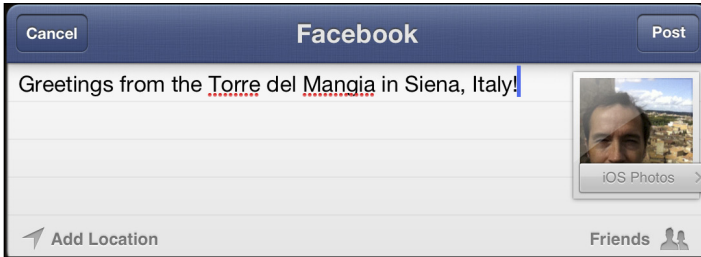 Cancel Facebook Post
Greetings from the Torre del Mangia in Siena, Italy!
iOS Photos
Add Location Friends